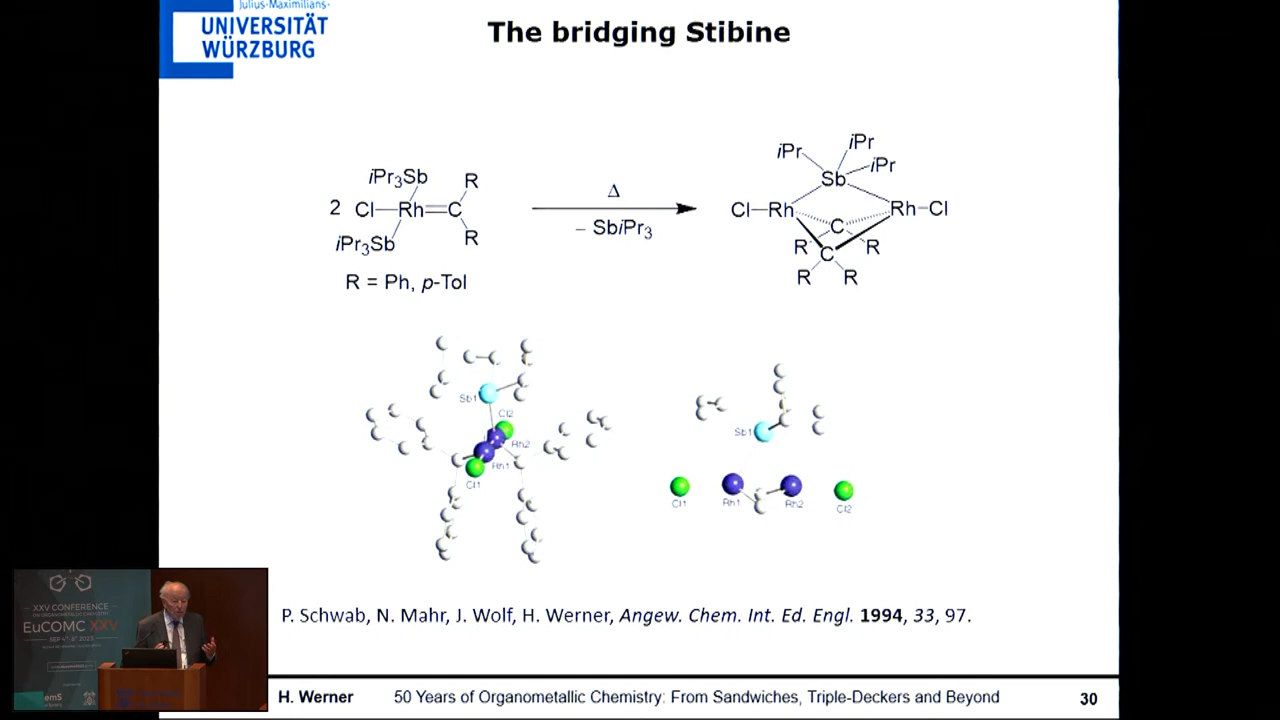 Julius-Maximilians-
UNIVERSITÄT
WÜRZBURG
The bridging Stibine
iPr₃Sb
R
2 Cl—Rh=C
iPr₃Sb
R
R = Ph, p-Tol
Δ
– SbiPr₃
iPr
iPr
iPr
Sb
Cl—Rh
Rh—Cl
C
R
R
C
R
R
Sb1
Cl2
Rh2
Rh1
Cl1
Sb1
Cl1
Rh1
Rh2
Cl2
P. Schwab, N. Mahr, J. Wolf, H. Werner, Angew. Chem. Int. Ed. Engl. 1994, 33, 97.
XXV CONFERENCE
ON ORGANOMETALLIC CHEMISTRY
EuCOMC XXV
H. Werner
50 Years of Organometallic Chemistry: From Sandwiches, Triple-Deckers and Beyond
30